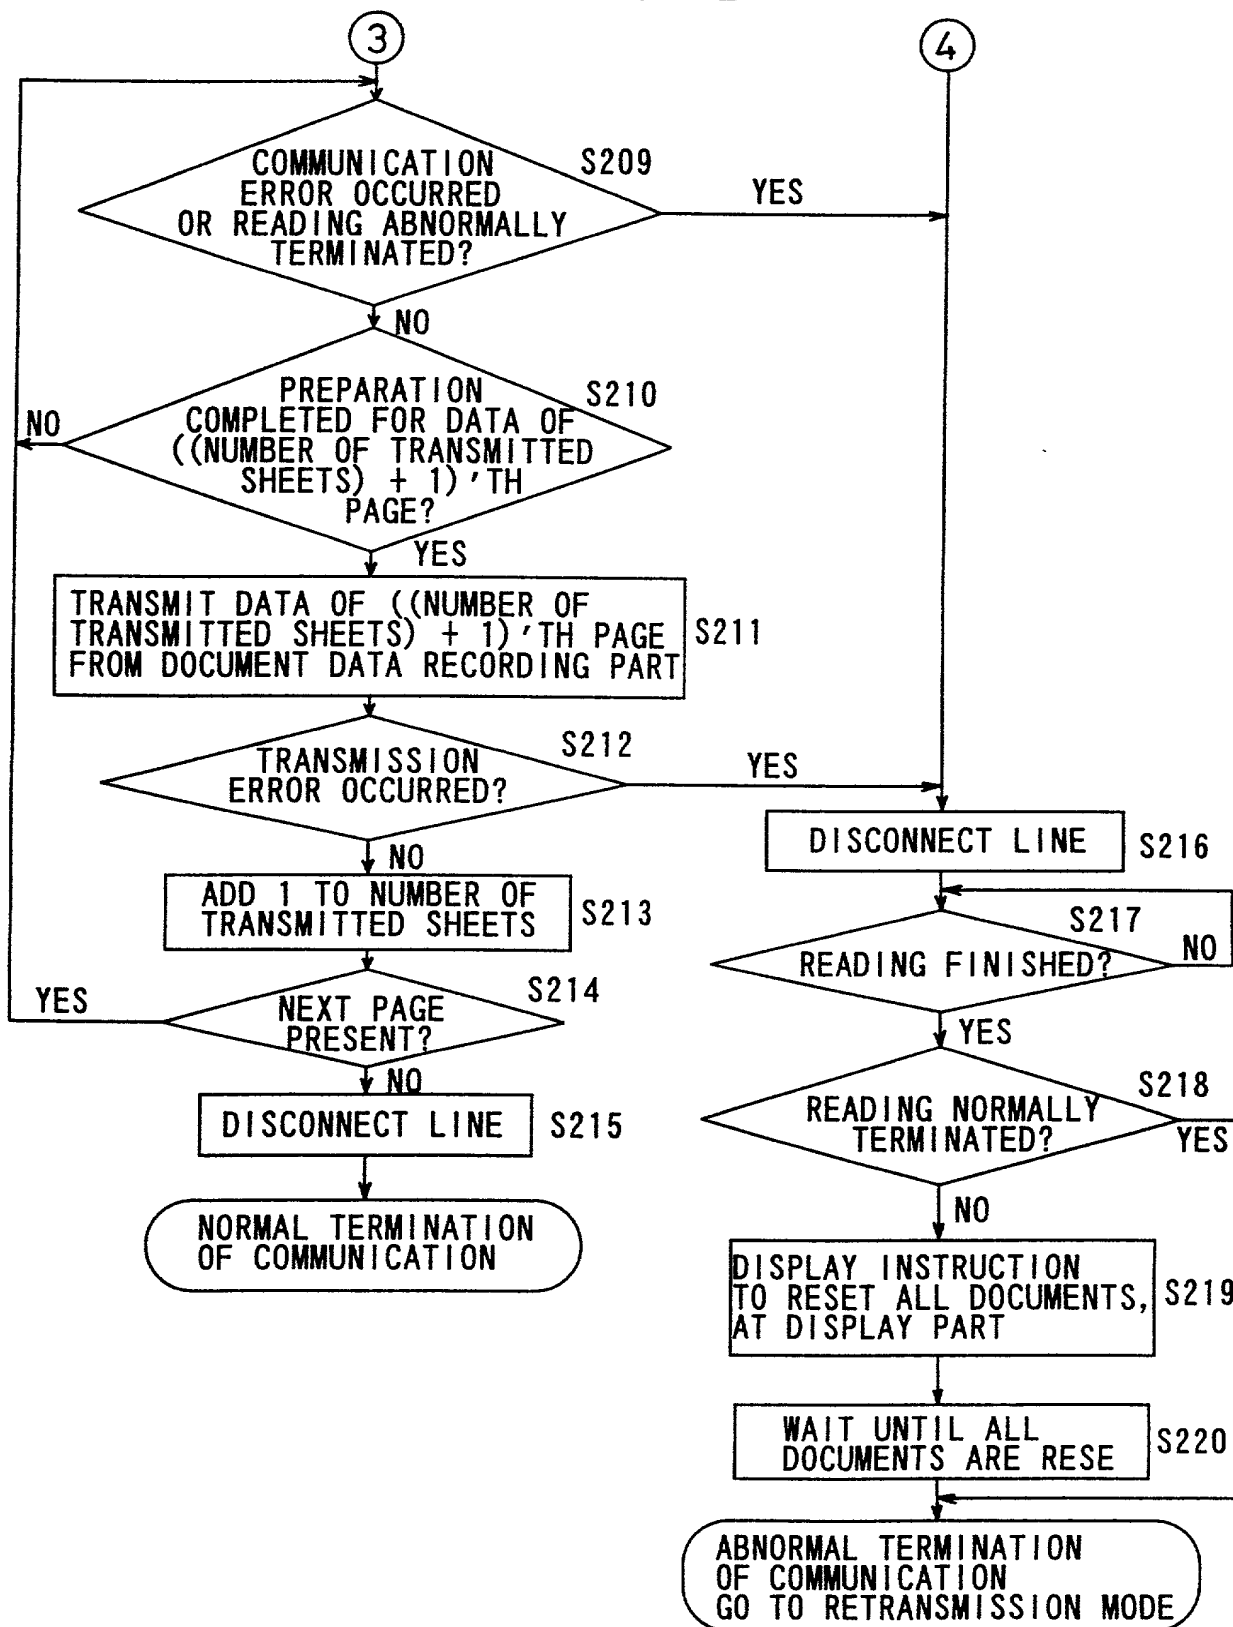 3
4
COMMUNICATION
ERROR OCCURRED
OR READING ABNORMALLY
TERMINATED?
S209
YES
NO
PREPARATION
COMPLETED FOR DATA OF
((NUMBER OF TRANSMITTED
SHEETS) + 1)'TH
PAGE?
S210
NO
YES
TRANSMIT DATA OF ((NUMBER OF
TRANSMITTED SHEETS) + 1)'TH PAGE
FROM DOCUMENT DATA RECORDING PART
S211
TRANSMISSION
ERROR OCCURRED?
S212
YES
NO
ADD 1 TO NUMBER OF
TRANSMITTED SHEETS
S213
NEXT PAGE
PRESENT?
S214
YES
NO
DISCONNECT LINE
S215
NORMAL TERMINATION
OF COMMUNICATION
DISCONNECT LINE
S216
READING FINISHED?
S217
NO
YES
READING NORMALLY
TERMINATED?
S218
YES
NO
DISPLAY INSTRUCTION
TO RESET ALL DOCUMENTS,
AT DISPLAY PART
S219
WAIT UNTIL ALL
DOCUMENTS ARE RESE
S220
ABNORMAL TERMINATION
OF COMMUNICATION
GO TO RETRANSMISSION MODE